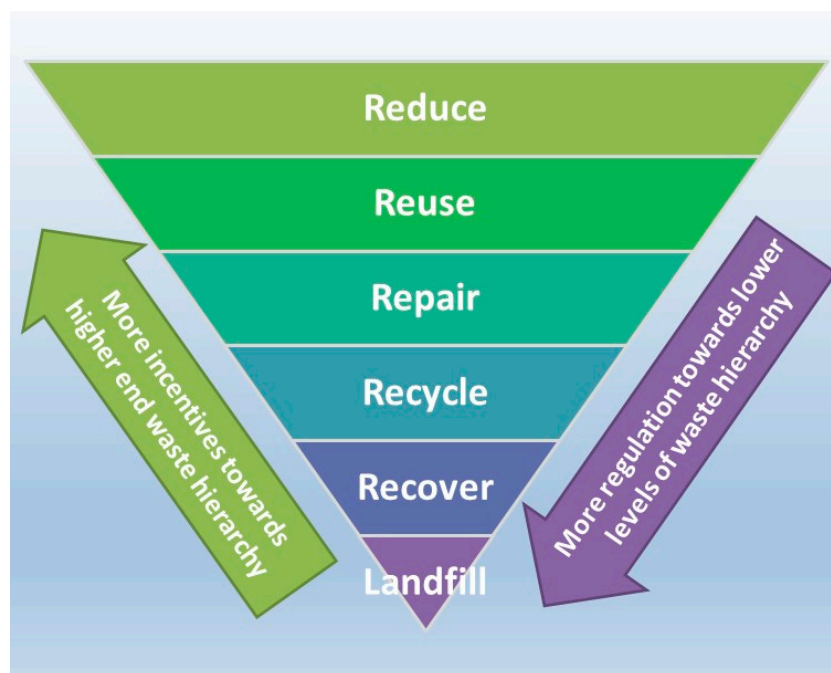 Reduce
Reuse
Repair
Recycle
Recover
Landfill
More incentives towards
higher end waste hierarchy
More regulation towards lower
levels of waste hierarchy